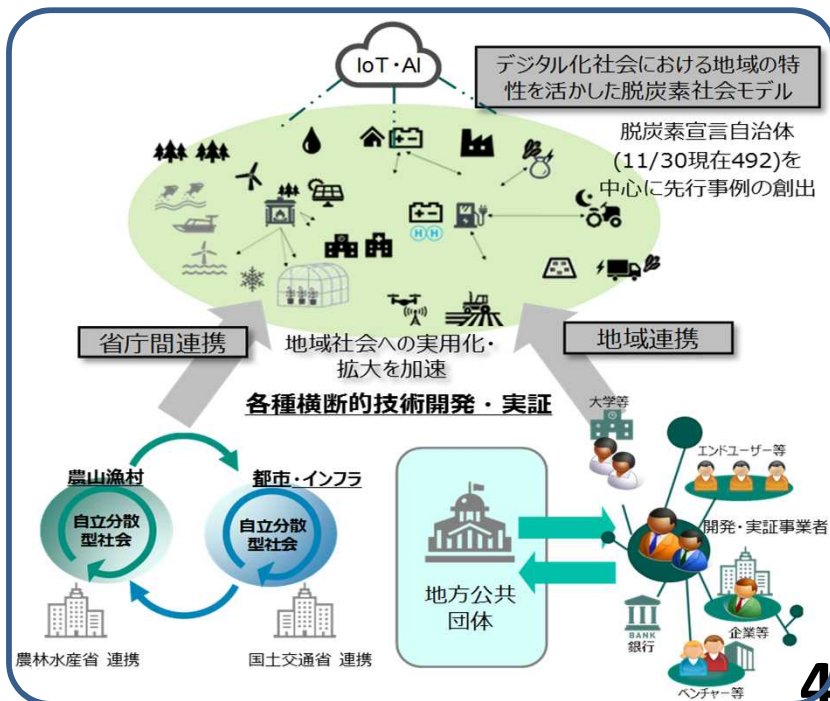 IoT・AI
デジタル化社会における地域の特
性を活かした脱炭素社会モデル
脱炭素宣言自治体
(11/30現在492)を
中心に先行事例の創出
H H
省庁間連携
地域社会への実用化・
拡大を加速
地域連携
各種横断的技術開発・実証
農山漁村
自立分散
型社会
農林水産省 連携
都市・インフラ
自立分散
型社会
国土交通省 連携
地方公共
団体
大学等
エンドユーザー等
開発・実証事業者
企業等
BANK
銀行
ベンチャー等
4